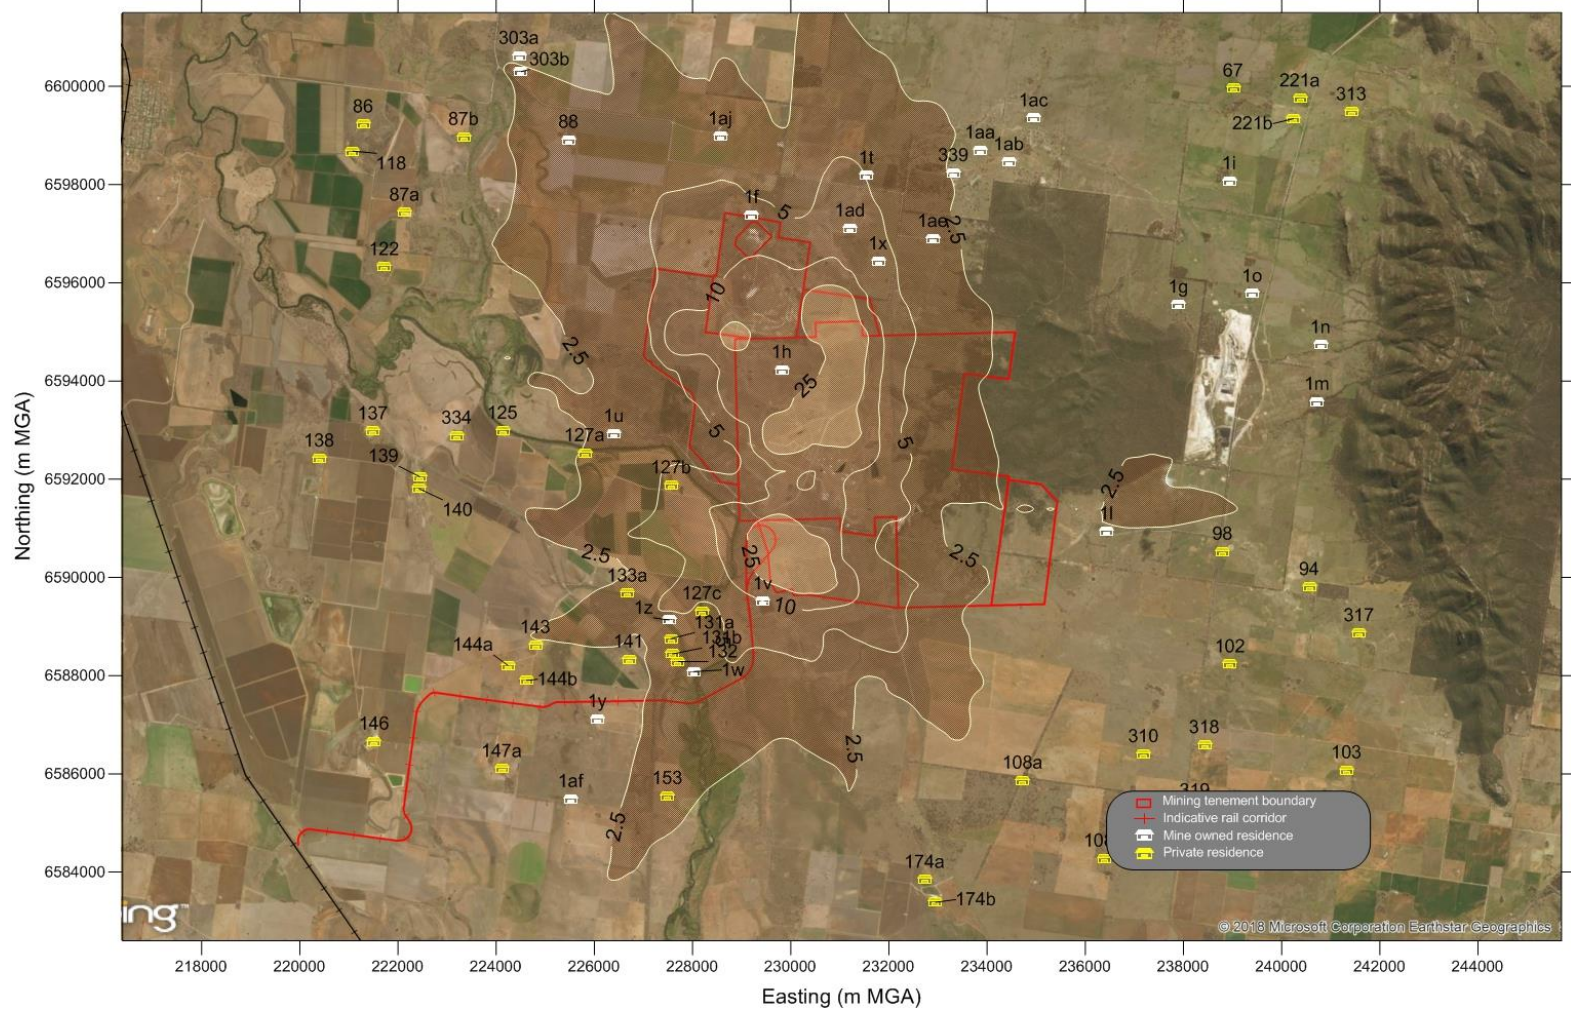 303a
6600000
303b
67
221a
313
86
87b
88
1aj
1ac
221b
118
1aa
1ab
339
1t
1i
6598000
87a
1f
5
1ad
1ae
2.5
122
1x
6596000
10
1g
1o
2.5
1n
6594000
1h
25
1m
137
334
125
1u
5
5
138
139
127a
127b
6592000
140
2.5
1l
98
2.5
25
2.5
6590000
133a
1v
10
94
1z
127c
131a
131b
143
141
132
317
144a
102
6588000
144b
1w
1y
146
2.5
310
318
103
6586000
147a
1af
153
108a
319
2.5
Mining tenement boundary
Indicative rail corridor
Mine owned residence
Private residence
174a
6584000
174b
ing
© 2018 Microsoft Corporation Earthstar Geographics
218000 220000 222000 224000 226000 228000 230000 232000 234000 236000 238000 240000 242000 244000
Easting (m MGA)
Northing (m MGA)